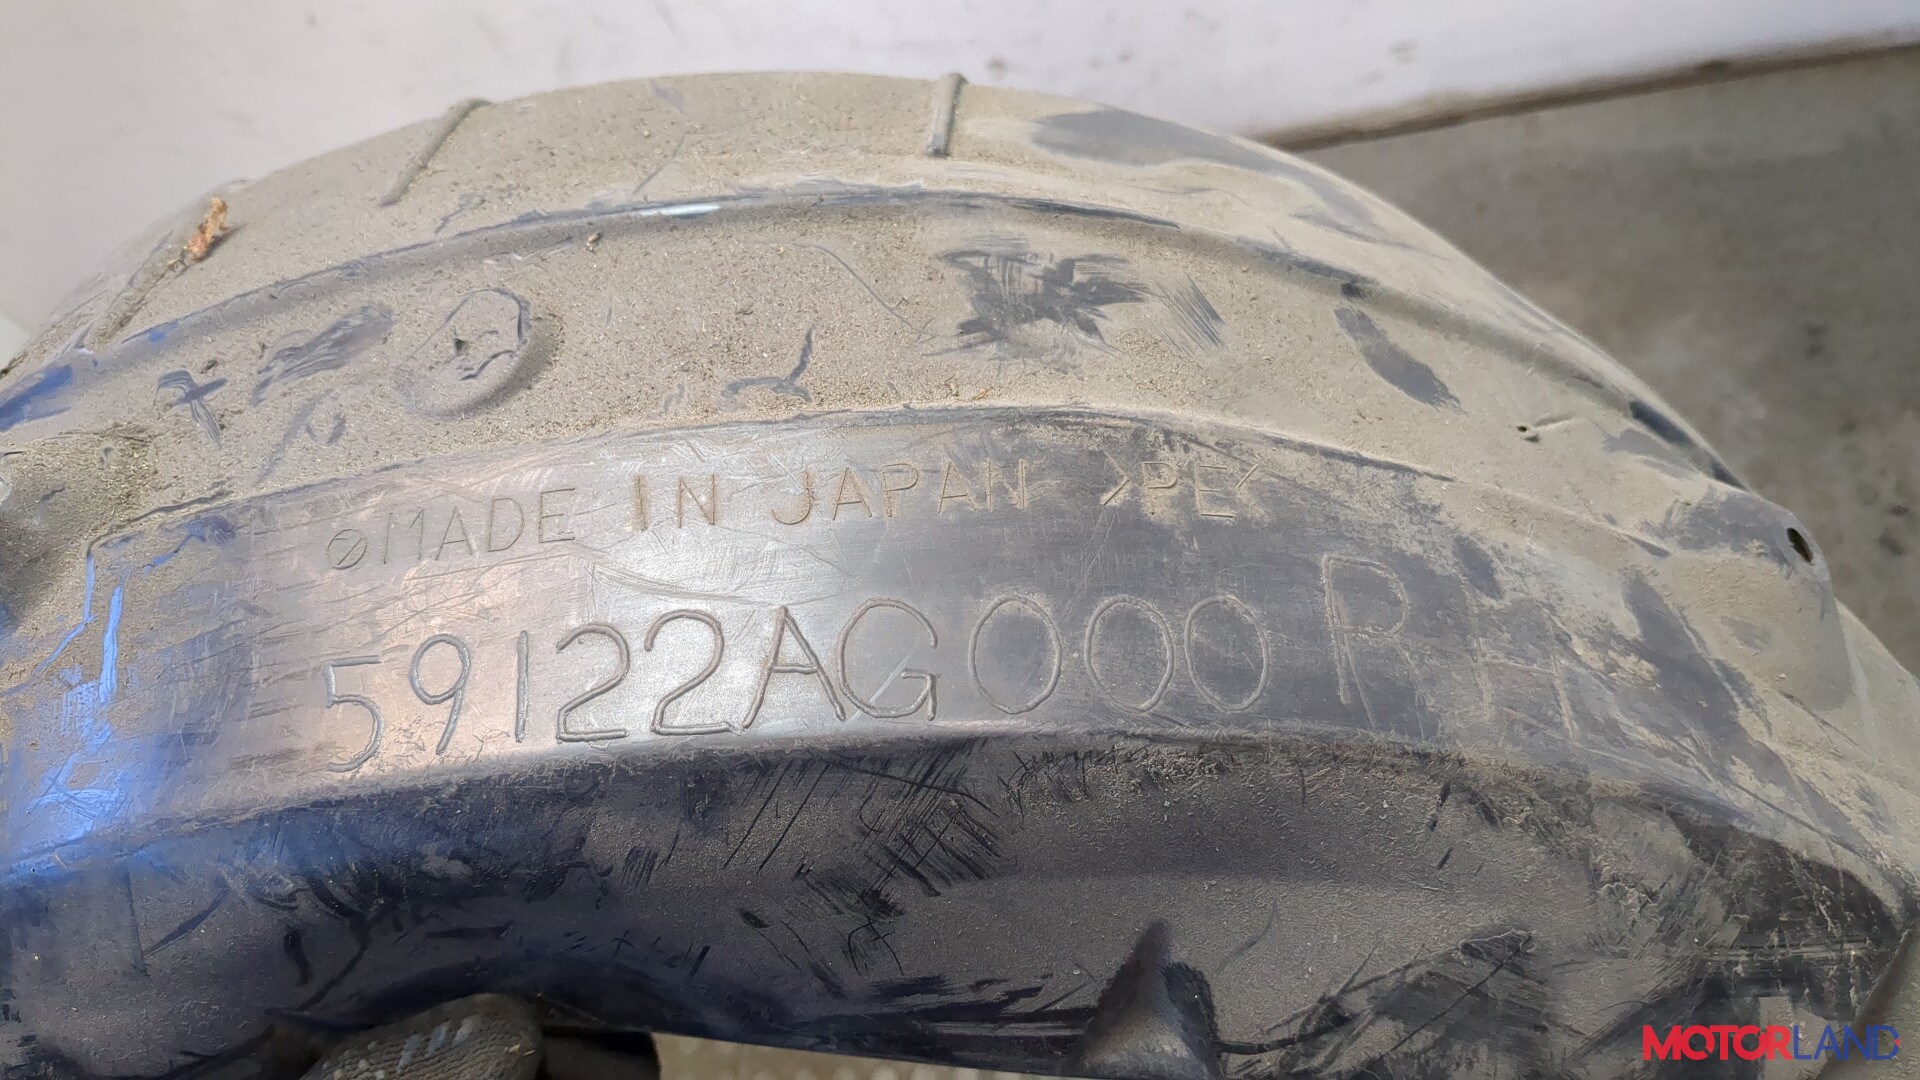 MADE IN JAPAN >PE<
59122AG000 RH
MOTORLAND